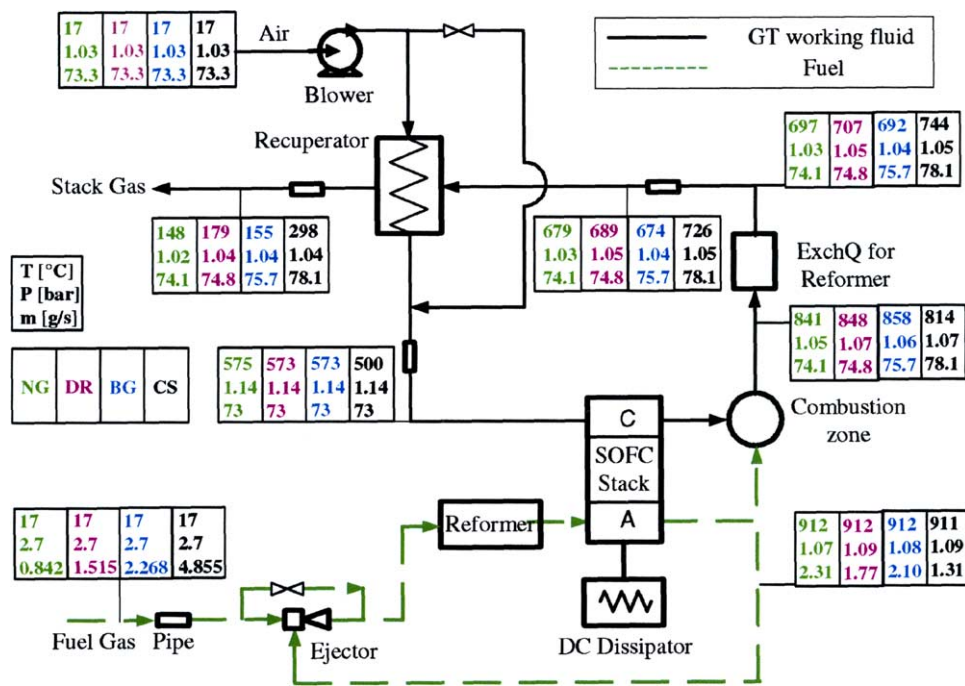 17 17 17 17
1.03 1.03 1.03 1.03
73.3 73.3 73.3 73.3
Air
Blower
GT working fluid
Fuel
Recuperator
697 707 692 744
1.03 1.05 1.04 1.05
74.1 74.8 75.7 78.1
Stack Gas
148 179 155 298
1.02 1.04 1.04 1.04
74.1 74.8 75.7 78.1
679 689 674 726
1.03 1.05 1.04 1.05
74.1 74.8 75.7 78.1
ExchQ for
Reformer
T [°C]
P [bar]
m [g/s]
841 848 858 814
1.05 1.07 1.06 1.07
74.1 74.8 75.7 78.1
NG DR BG CS
575 573 573 500
1.14 1.14 1.14 1.14
73 73 73 73
Combustion
zone
C
SOFC
Stack
A
Reformer
17 17 17 17
2.7 2.7 2.7 2.7
0.842 1.515 2.268 4.855
912 912 912 911
1.07 1.09 1.08 1.09
2.31 1.77 2.10 1.31
Fuel Gas
Pipe
Ejector
DC Dissipator